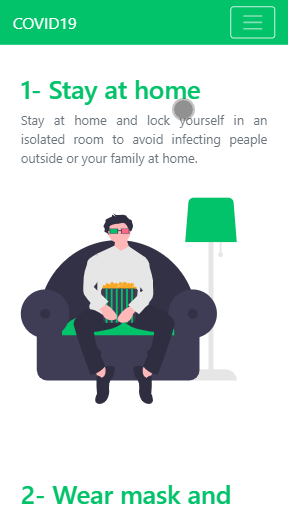 COVID19
1- Stay at home
Stay at home and lock yourself in an
isolated room to avoid infecting peaple
outside or your family at home.
2- Wear mask and